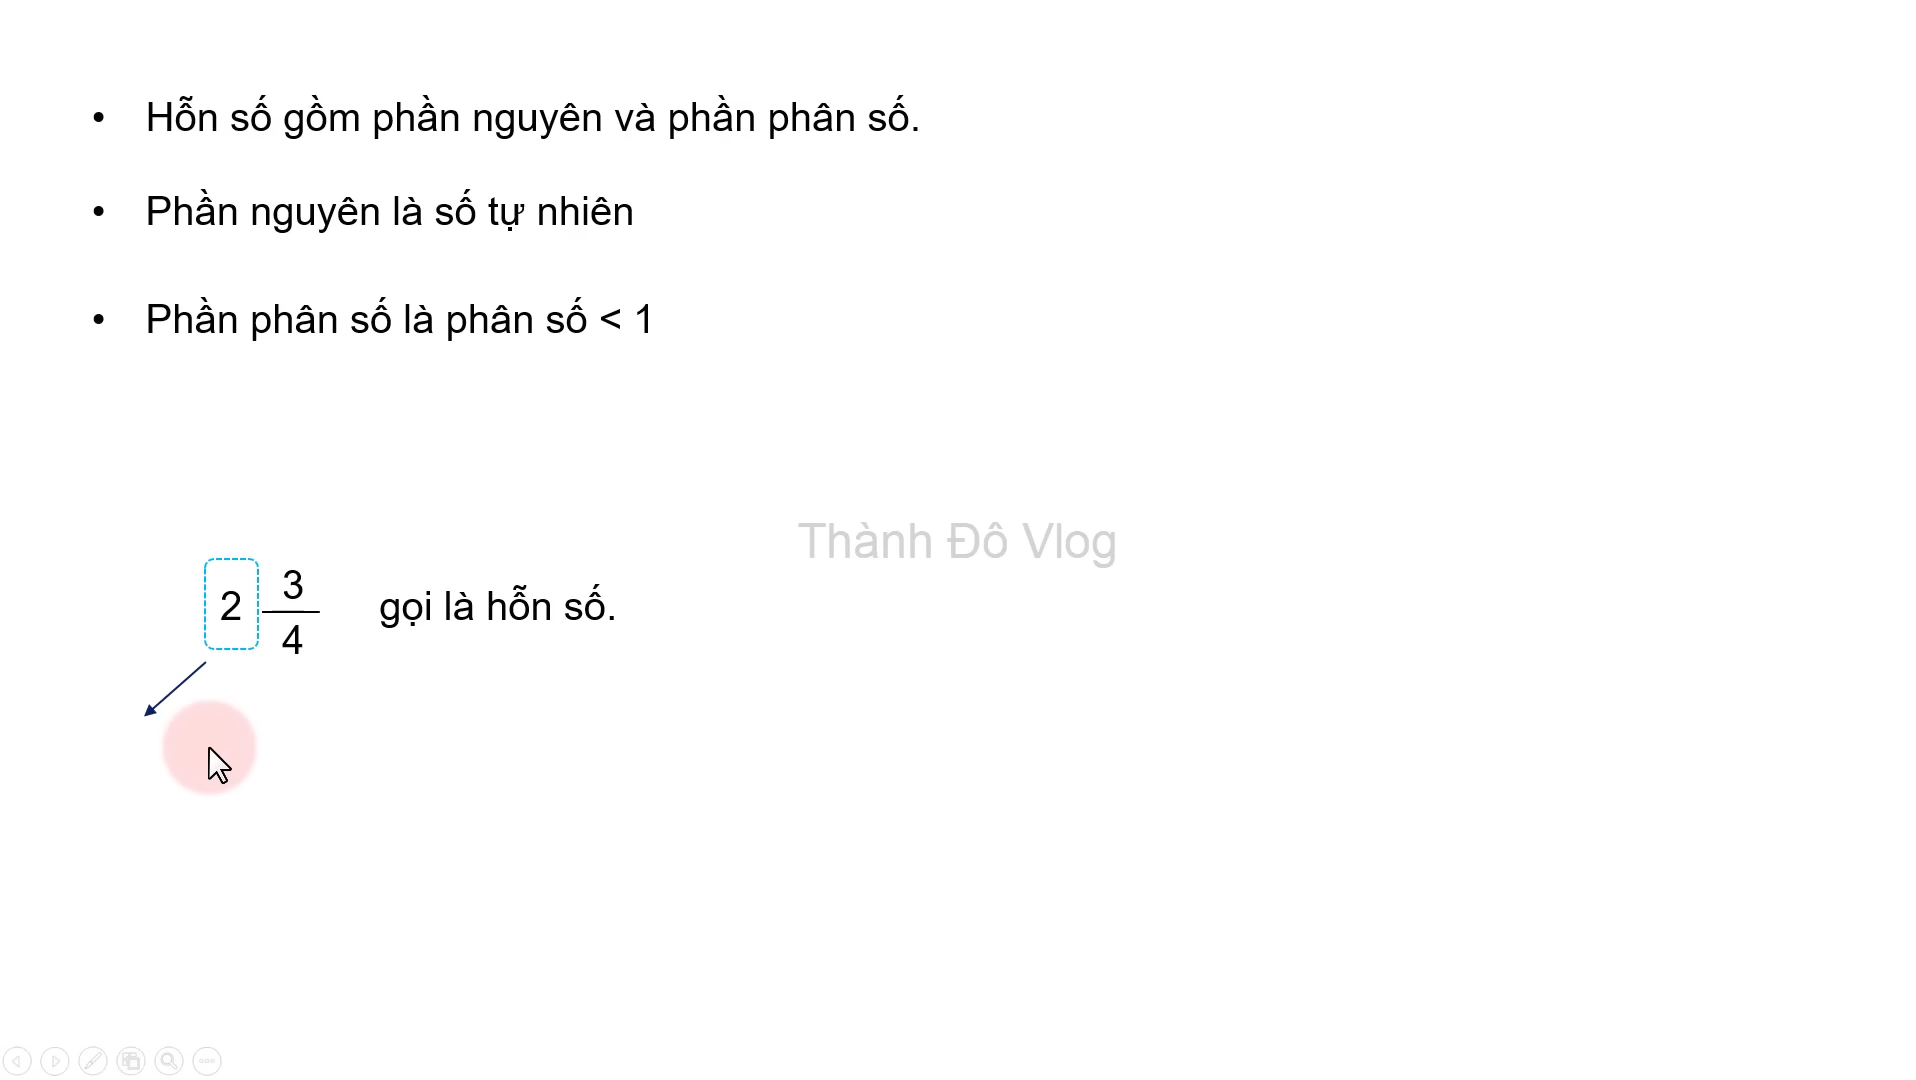 • Hỗn số gồm phần nguyên và phần phân số.
• Phần nguyên là số tự nhiên
• Phần phân số là phân số < 1
Thành Đô Vlog
2 3/4 gọi là hỗn số.